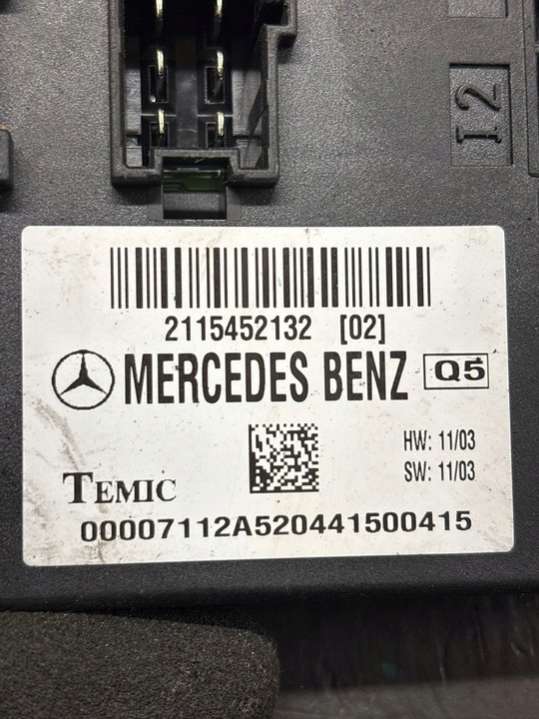 I2
2115452132 [02]
MERCEDES BENZ Q5
HW: 11/03
SW: 11/03
TEMIC
00007112A520441500415